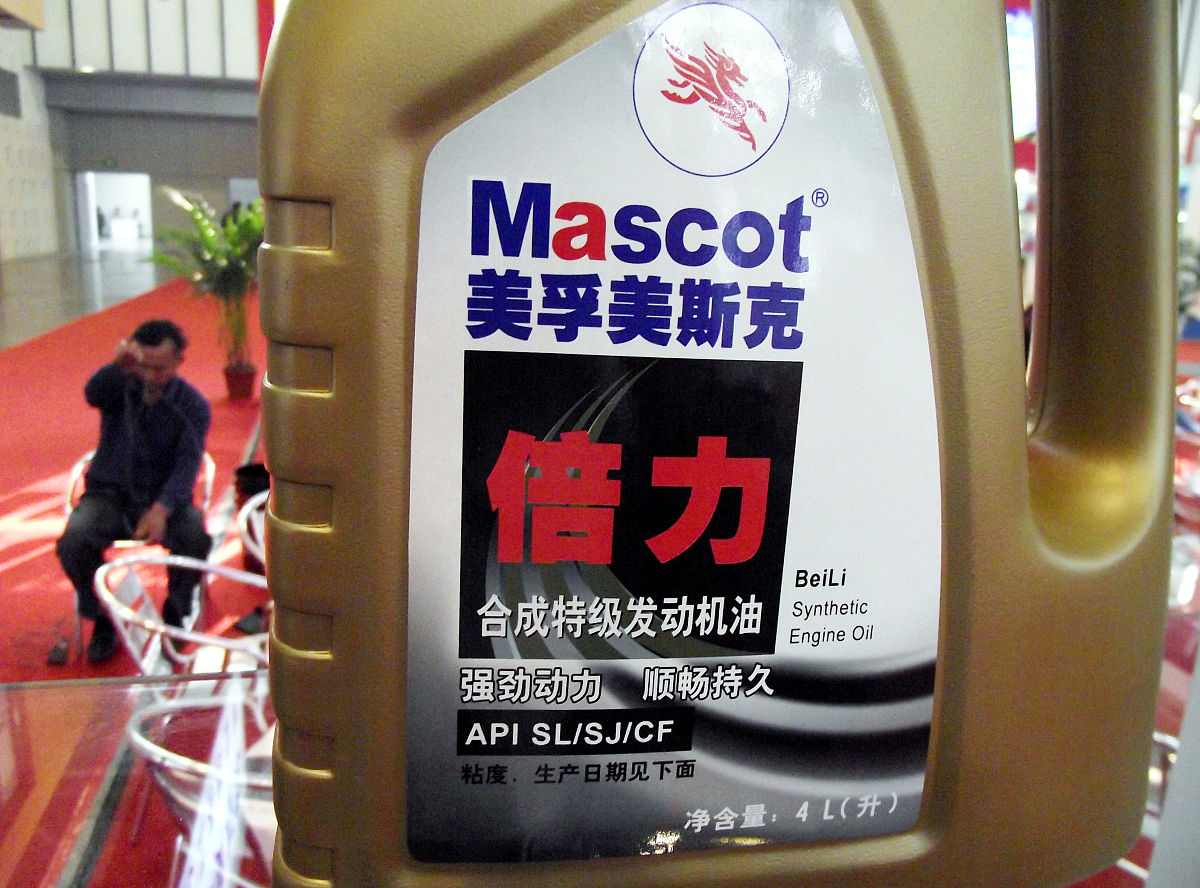 Mascot®
美孚美斯克
倍力
合成特级发动机油
BeiLi
Synthetic
Engine Oil
强劲动力 顺畅持久
API SL/SJ/CF
粘度．生产日期见下面
净含量：4 L（升）